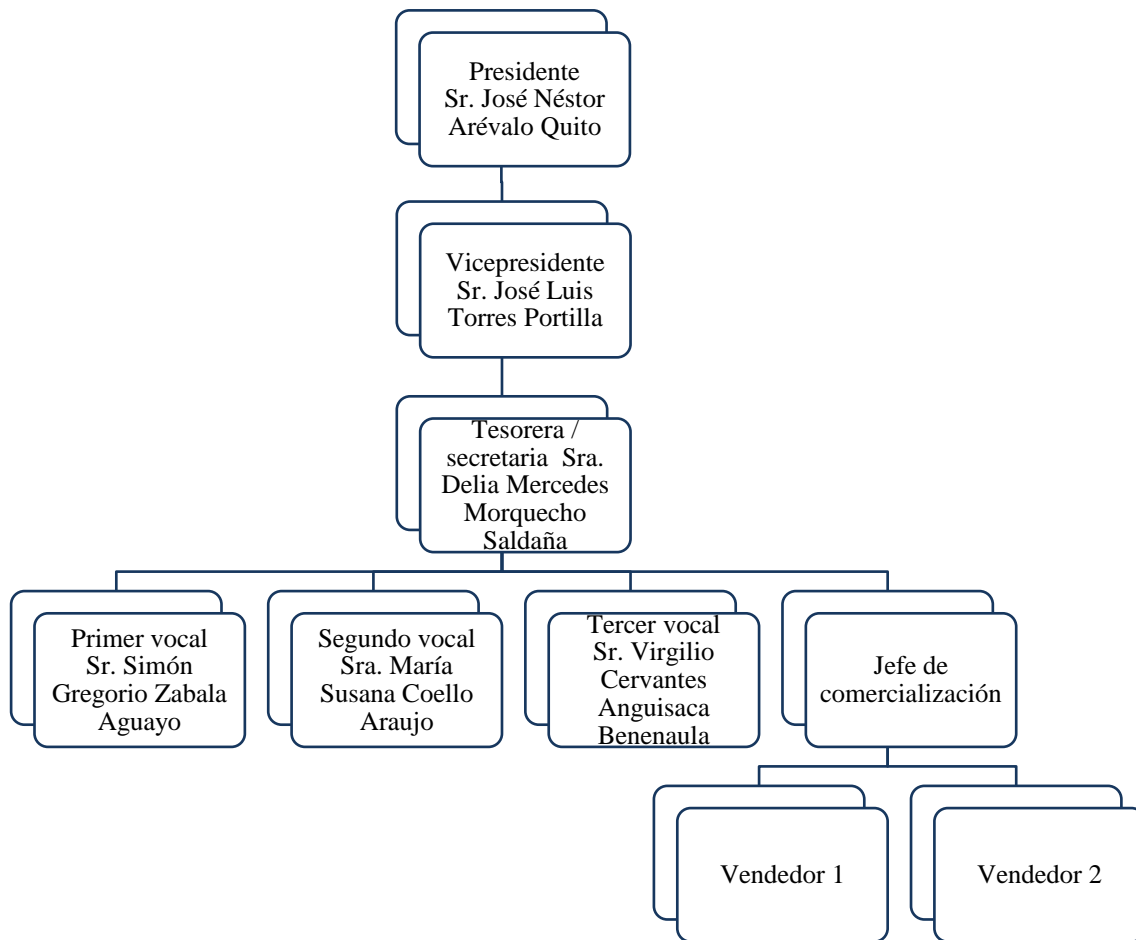 Presidente
Sr. José Néstor
Arévalo Quito
Vicepresidente
Sr. José Luis
Torres Portilla
Tesorera /
secretaria  Sra.
Delia Mercedes
Morquecho
Saldaña
Primer vocal
Sr. Simón
Gregorio Zabala
Aguayo
Segundo vocal
Sra. María
Susana Coello
Araujo
Tercer vocal
Sr. Virgilio
Cervantes
Anguisaca
Benenaula
Jefe de
comercialización
Vendedor 1
Vendedor 2